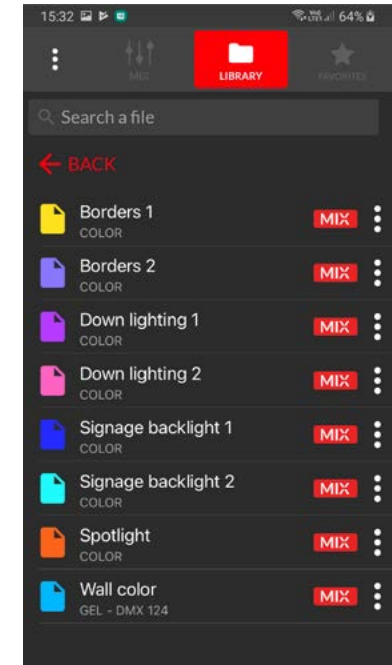 15:32 64%
MIX LIBRARY FAVORITES
Search a file
BACK
Borders 1
COLOR
MIX
Borders 2
COLOR
MIX
Down lighting 1
COLOR
MIX
Down lighting 2
COLOR
MIX
Signage backlight 1
COLOR
MIX
Signage backlight 2
COLOR
MIX
Spotlight
COLOR
MIX
Wall color
GEL - DMX 124
MIX